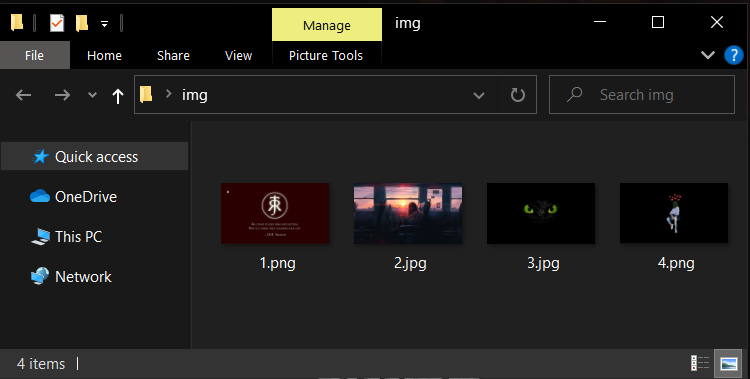 Manage
img
File
Home
Share
View
Picture Tools
img
Search img
Quick access
OneDrive
This PC
Network
1.png
2.jpg
3.jpg
4.png
4 items